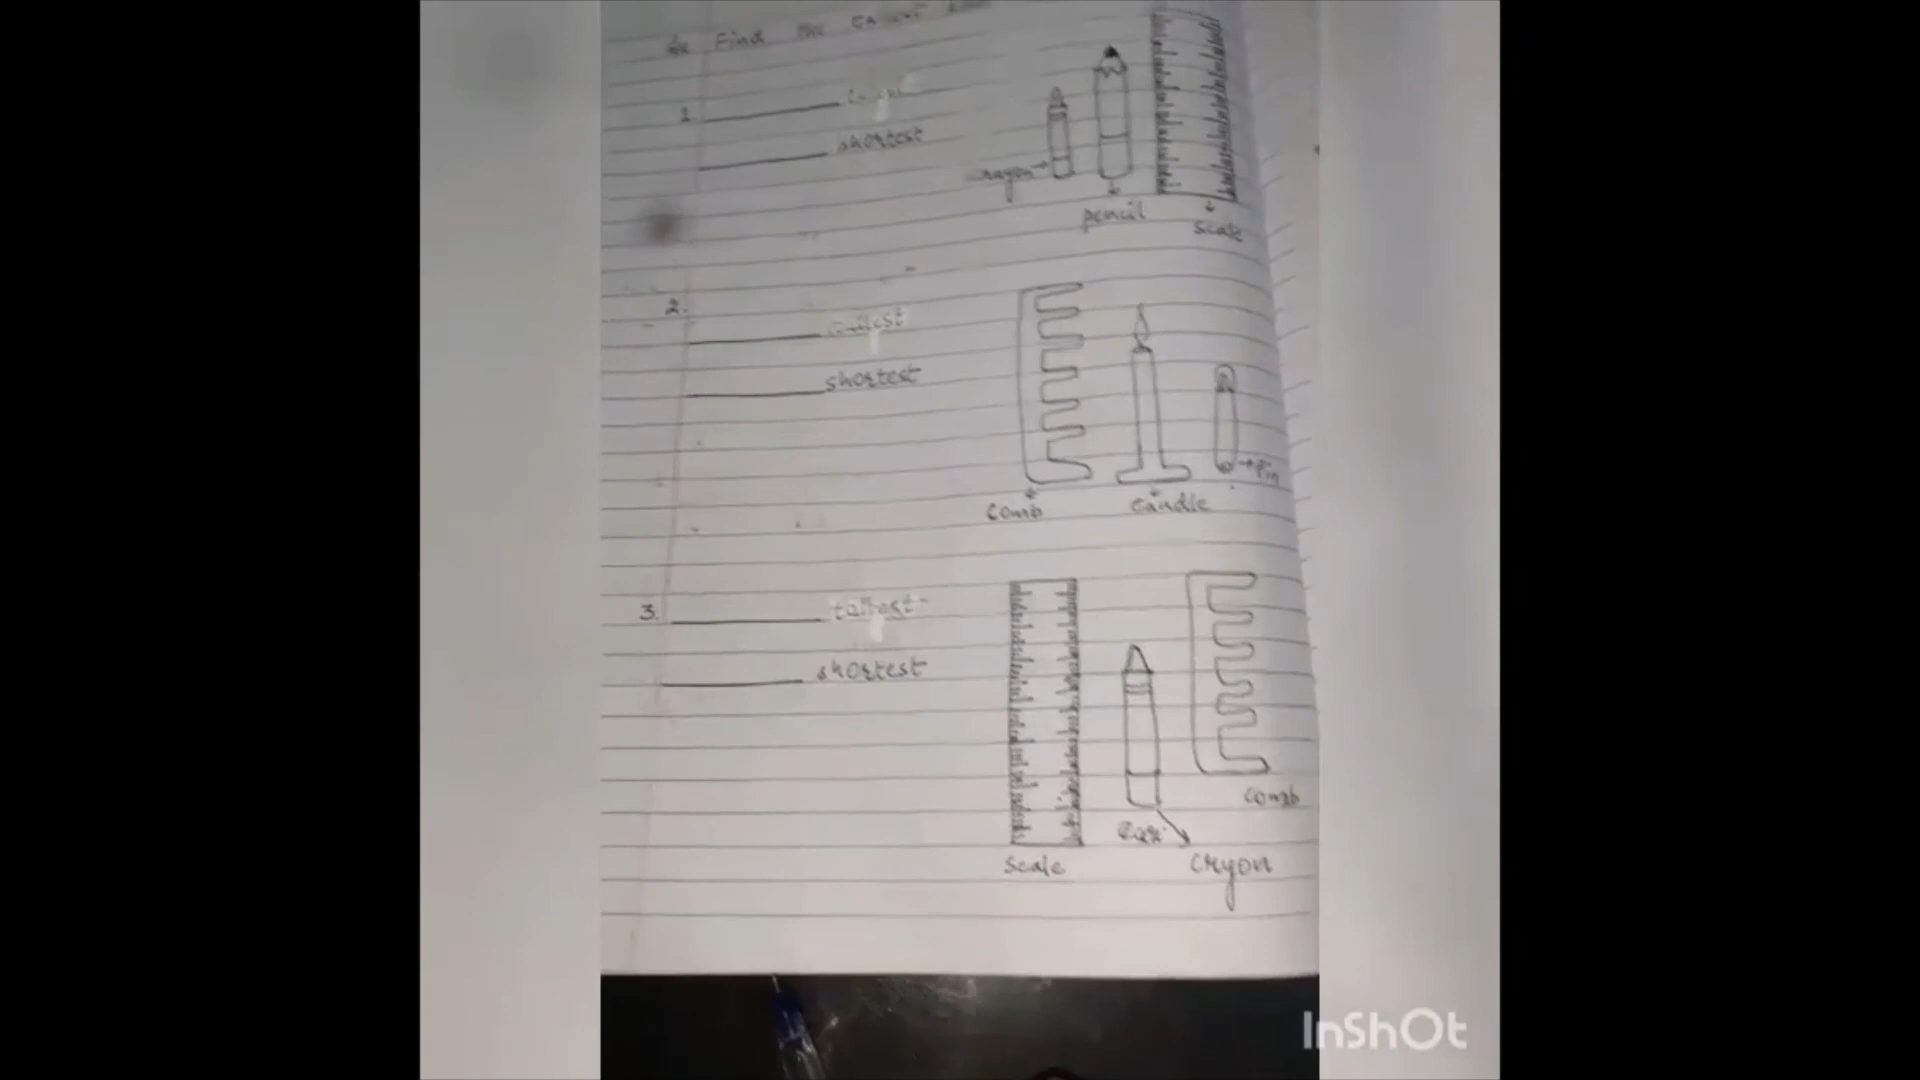 Find the
1.
shortest
crayon
pencil
scale
2.
tallest
shortest
Pin
Comb
Candle
3. tallest
shortest
comb
scale
Cryon
InShOt